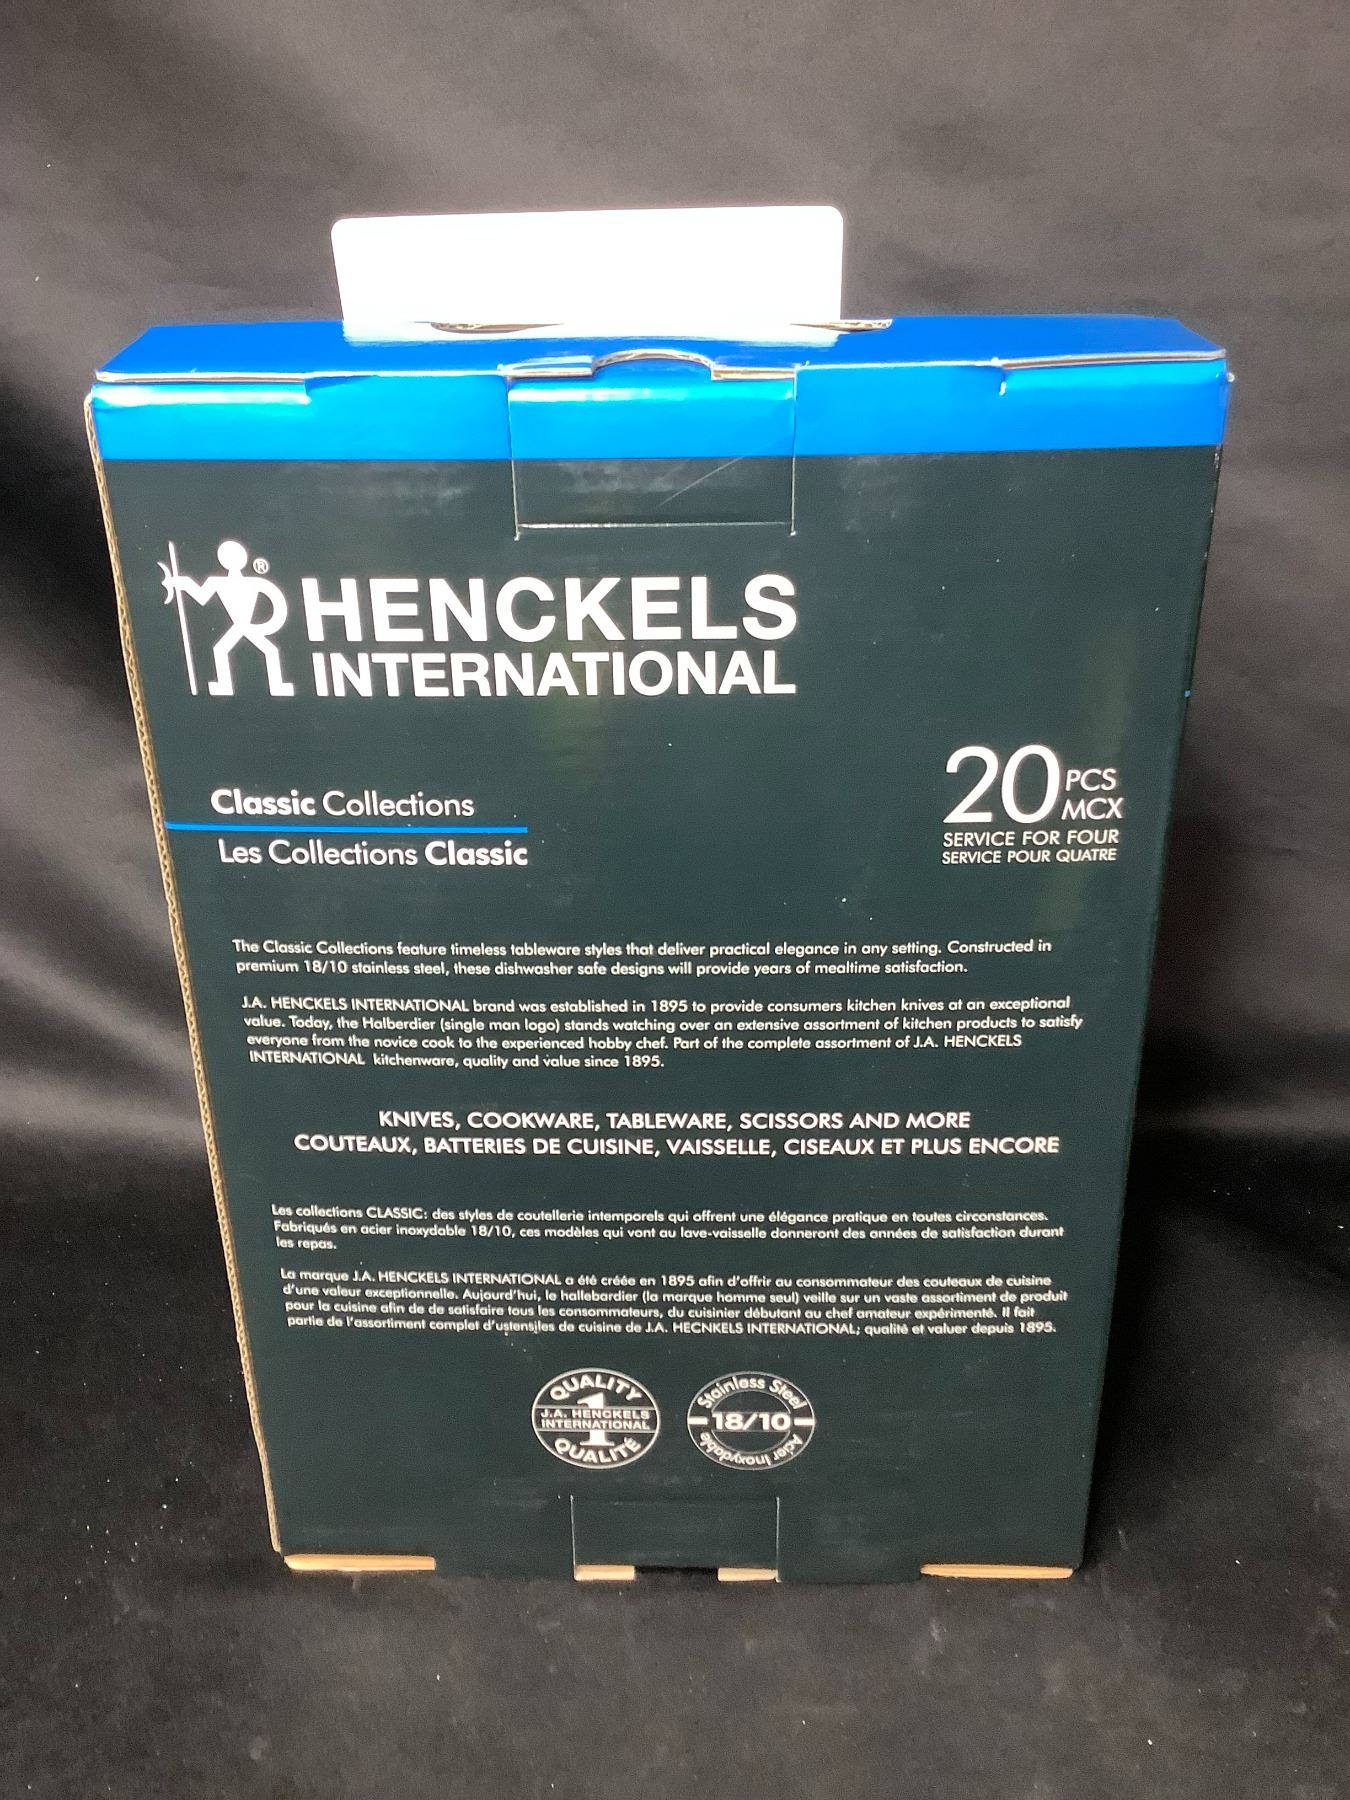 ®
HENCKELS
INTERNATIONAL
Classic Collections
Les Collections Classic
20 PCS
MCX
SERVICE FOR FOUR
SERVICE POUR QUATRE
The Classic Collections feature timeless tableware styles that deliver practical elegance in any setting. Constructed in
premium 18/10 stainless steel, these dishwasher safe designs will provide years of mealtime satisfaction.
J.A. HENCKELS INTERNATIONAL brand was established in 1895 to provide consumers kitchen knives at an exceptional
value. Today, the Halberdier (single man logo) stands watching over an extensive assortment of kitchen products to satisfy
everyone from the novice cook to the experienced hobby chef. Part of the complete assortment of J.A. HENCKELS
INTERNATIONAL kitchenware, quality and value since 1895.
KNIVES, COOKWARE, TABLEWARE, SCISSORS AND MORE
COUTEAUX, BATTERIES DE CUISINE, VAISSELLE, CISEAUX ET PLUS ENCORE
Les collections CLASSIC: des styles de coutellerie intemporels qui offrent une élégance pratique en toutes circonstances.
Fabriqués en acier inoxydable 18/10, ces modèles qui vont au lave-vaisselle donneront des années de satisfaction durant
les repas.
La marque J.A. HENCKELS INTERNATIONAL a été créée en 1895 afin d'offrir au consommateur des couteaux de cuisine
d'une valeur exceptionnelle. Aujourd'hui, le hallebardier (la marque homme seul) veille sur un vaste assortiment de produit
pour la cuisine afin de de satisfaire tous les consommateurs, du cuisinier débutant au chef amateur expérimenté. Il fait
partie de l'assortiment complet d'ustensiles de cuisine de J.A. HECNKELS INTERNATIONAL; qualité et valuer depuis 1895.
QUALITY
1
J.A. HENCKELS
INTERNATIONAL
QUALITÉ
Stainless Steel
18/10
Acier Inoxydable